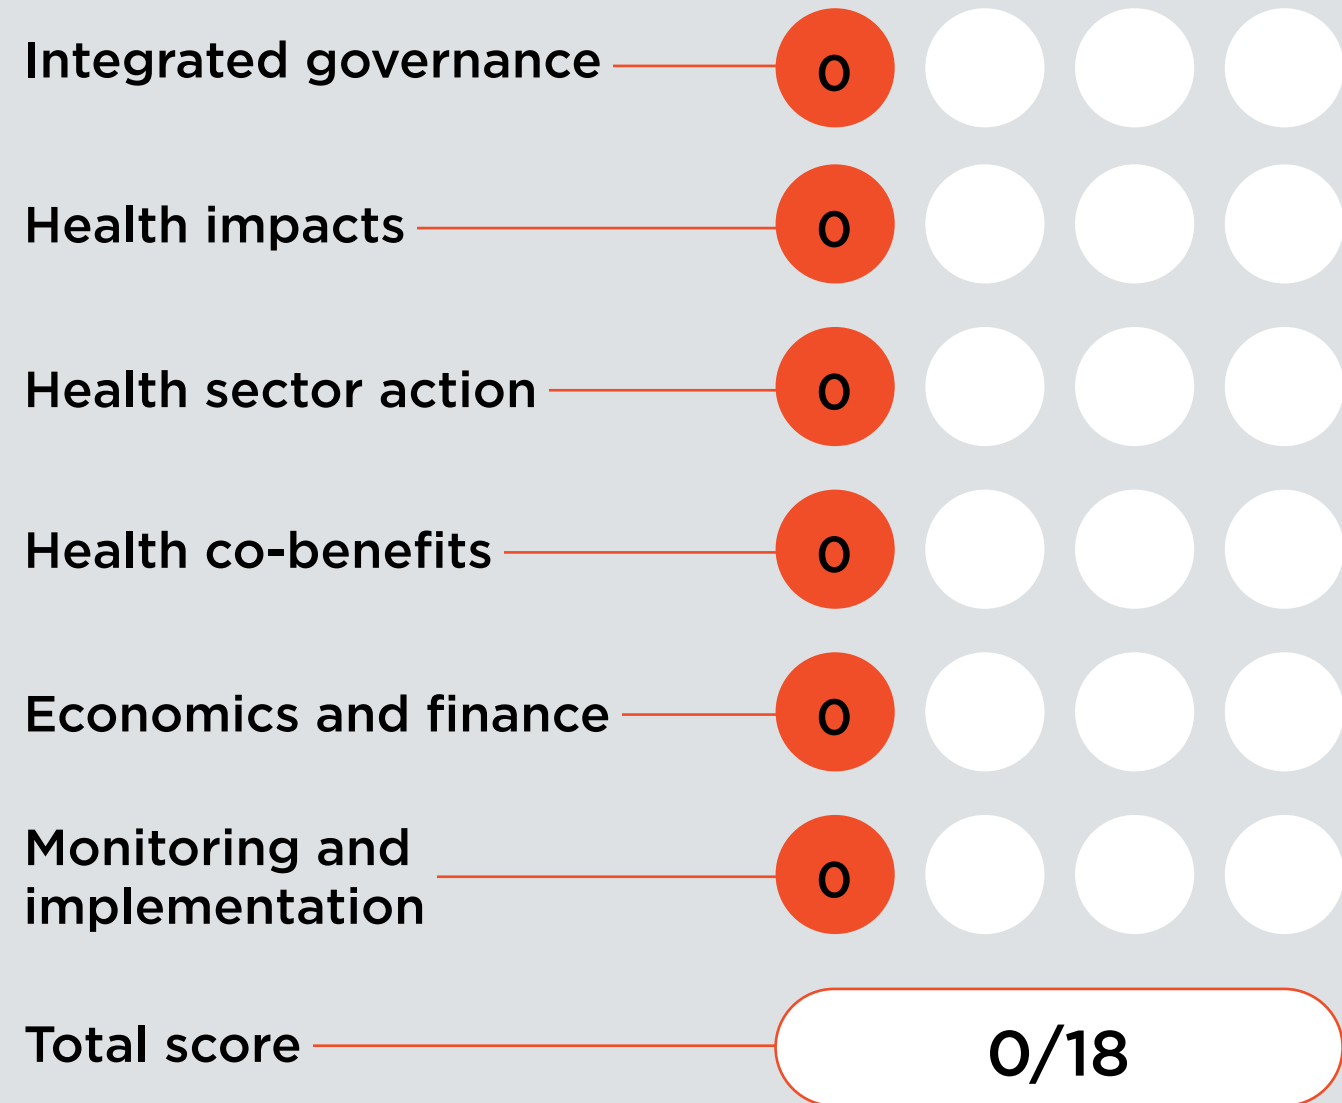 Integrated governance 0
Health impacts 0
Health sector action 0
Health co-benefits 0
Economics and finance 0
Monitoring and
implementation 0
Total score 0/18